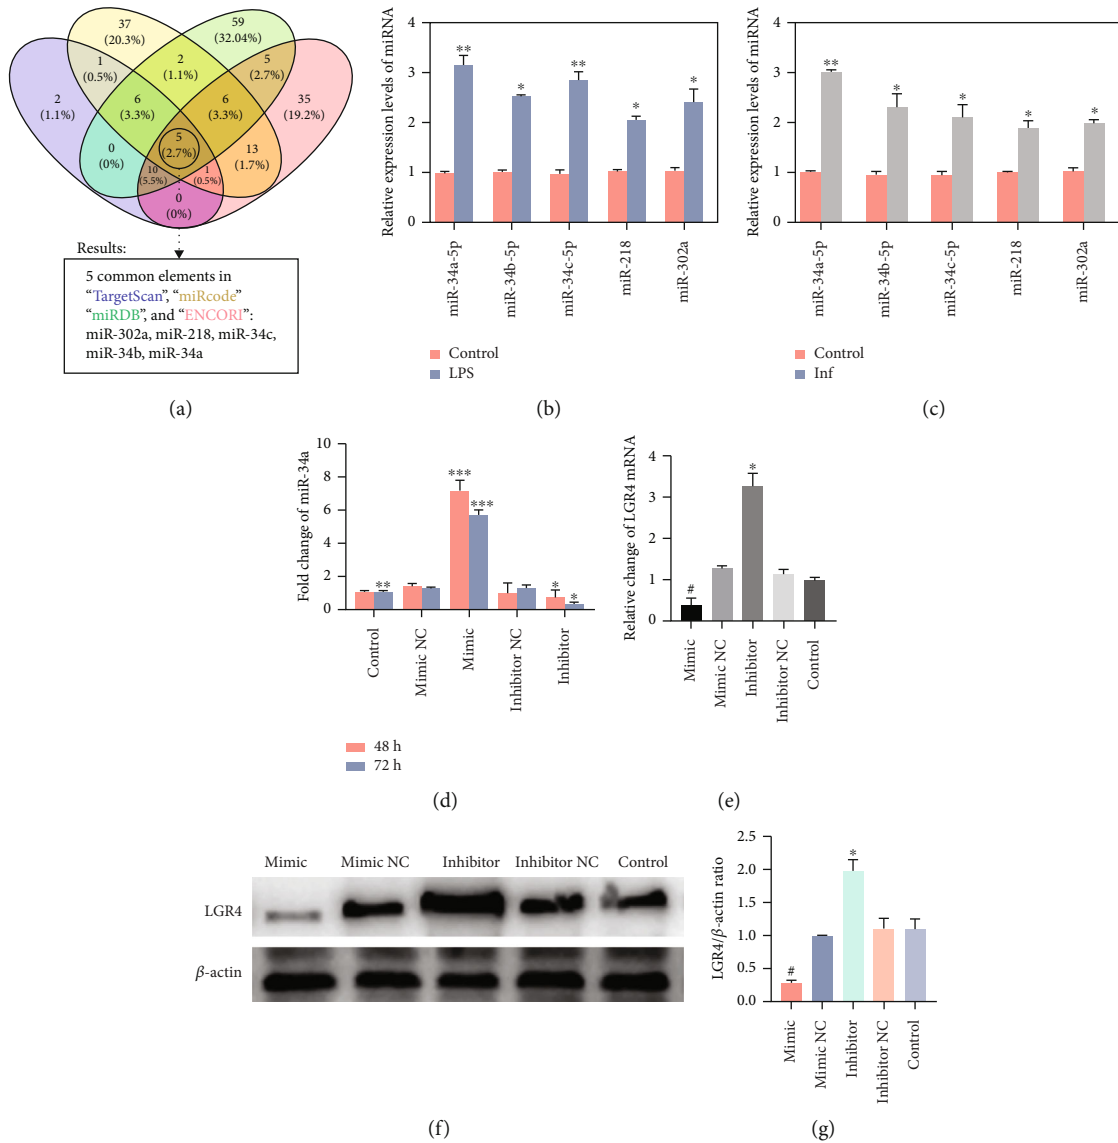 37
(20.3%)
59
(32.04%)
1
(0.5%)
2
(1.1%)
5
(2.7%)
2
(1.1%)
6
(3.3%)
6
(3.3%)
35
(19.2%)
5
(2.7%)
0
(0%)
13
(1.7%)
10
(5.5%)
1
(0.5%)
0
(0%)
Results:
5 common elements in
“TargetScan”, “miRcode”
“miRDB”, and “ENCORI”:
miR-302a, miR-218, miR-34c,
miR-34b, miR-34a
(a)
Relative expression levels of miRNA
4
3
2
1
0
**
*
**
*
*
miR-34a-5p
miR-34b-5p
miR-34c-5p
miR-218
miR-302a
Control
LPS
(b)
Relative expression levels of miRNA
4
3
2
1
0
**
*
*
*
*
miR-34a-5p
miR-34b-5p
miR-34c-5p
miR-218
miR-302a
Control
Inf
(c)
Fold change of miR-34a
10
8
6
4
2
0
**
***
***
*
*
Control
Mimic NC
Mimic
Inhibitor NC
Inhibitor
48 h
72 h
(d)
Relative change of LGR4 mRNA
4
3
2
1
0
#
*
Mimic
Mimic NC
Inhibitor
Inhibitor NC
Control
(e)
Mimic Mimic NC Inhibitor Inhibitor NC Control
LGR4
β-actin
(f)
LGR4/β-actin ratio
2.5
2.0
1.5
1.0
0.5
0.0
#
*
Mimic
Mimic NC
Inhibitor
Inhibitor NC
Control
(g)